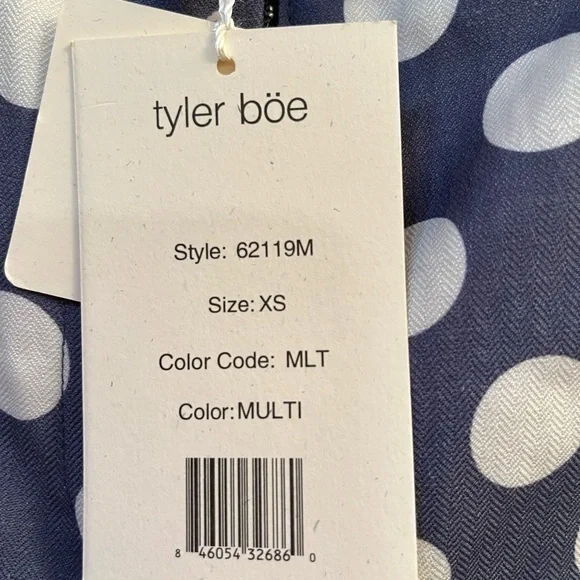 tyler böe
Style: 62119M
Size: XS
Color Code: MLT
Color:MULTI
8 46054 32686 0